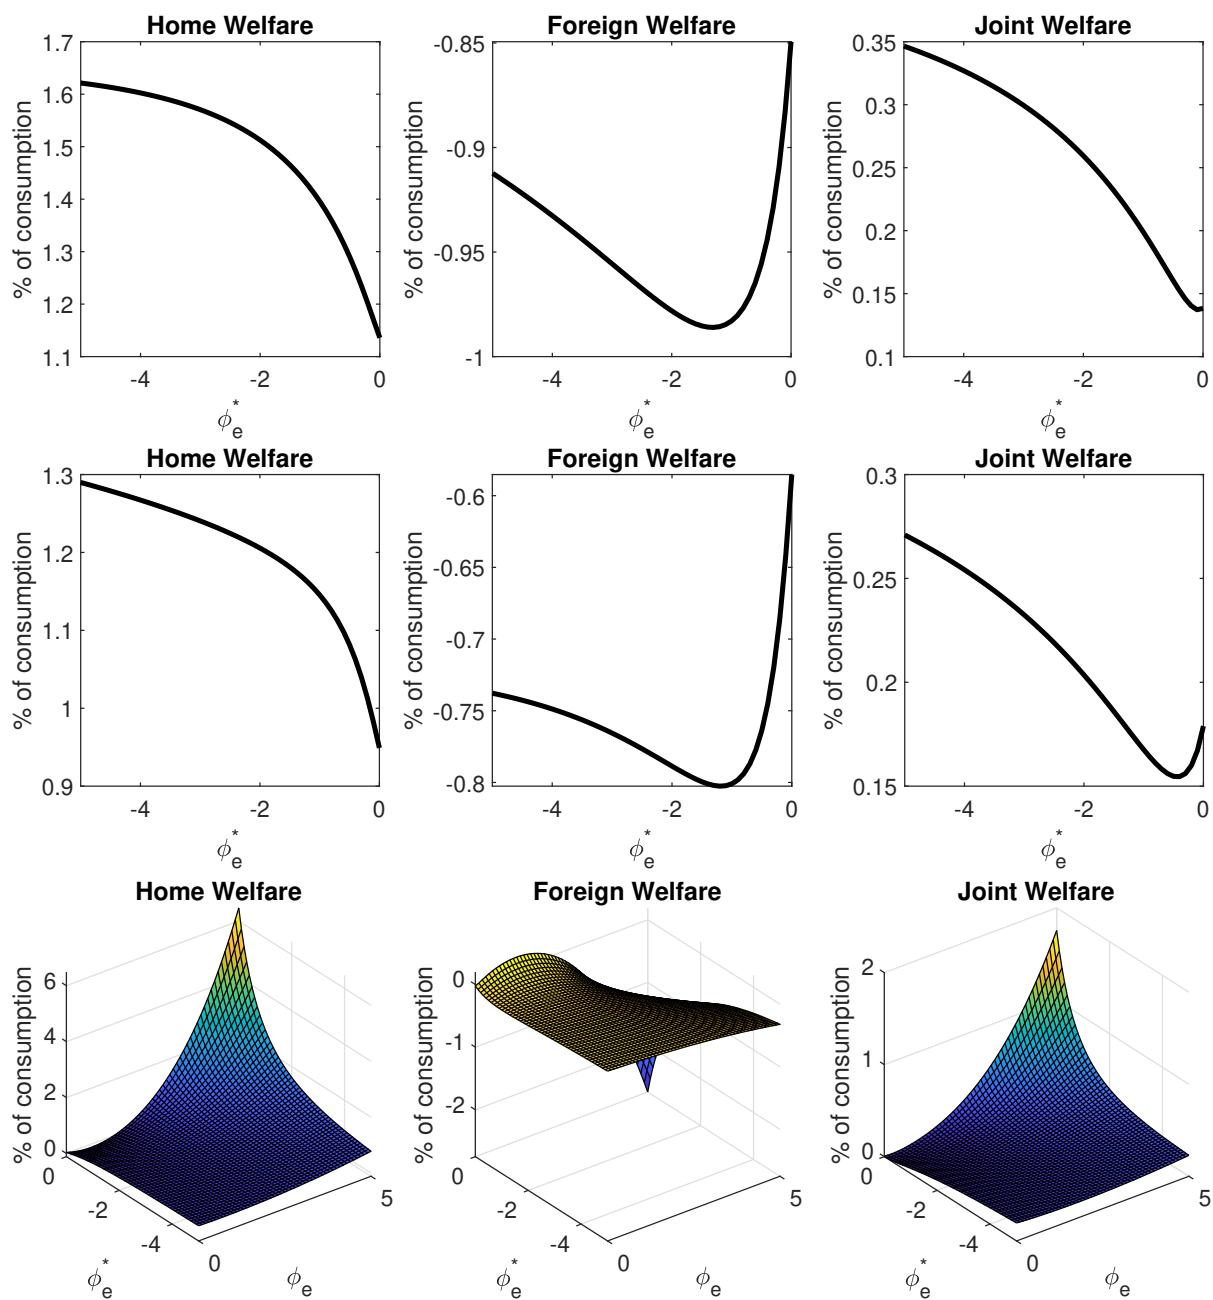 Home Welfare
% of consumption
1.7
1.6
1.5
1.4
1.3
1.2
1.1
-4
-2
0
ϕ*e
Foreign Welfare
% of consumption
-0.85
-0.9
-0.95
-1
-4
-2
0
ϕ*e
Joint Welfare
% of consumption
0.35
0.3
0.25
0.2
0.15
0.1
-4
-2
0
ϕ*e
Home Welfare
% of consumption
1.3
1.2
1.1
1
0.9
-4
-2
0
ϕ*e
Foreign Welfare
% of consumption
-0.6
-0.65
-0.7
-0.75
-0.8
-4
-2
0
ϕ*e
Joint Welfare
% of consumption
0.3
0.25
0.2
0.15
-4
-2
0
ϕ*e
Home Welfare
% of consumption
6
4
2
0
0
-2
-4
ϕ*e
0
5
ϕe
Foreign Welfare
% of consumption
0
-1
-2
0
-2
-4
ϕ*e
0
5
ϕe
Joint Welfare
% of consumption
2
1
0
0
-2
-4
ϕ*e
0
5
ϕe